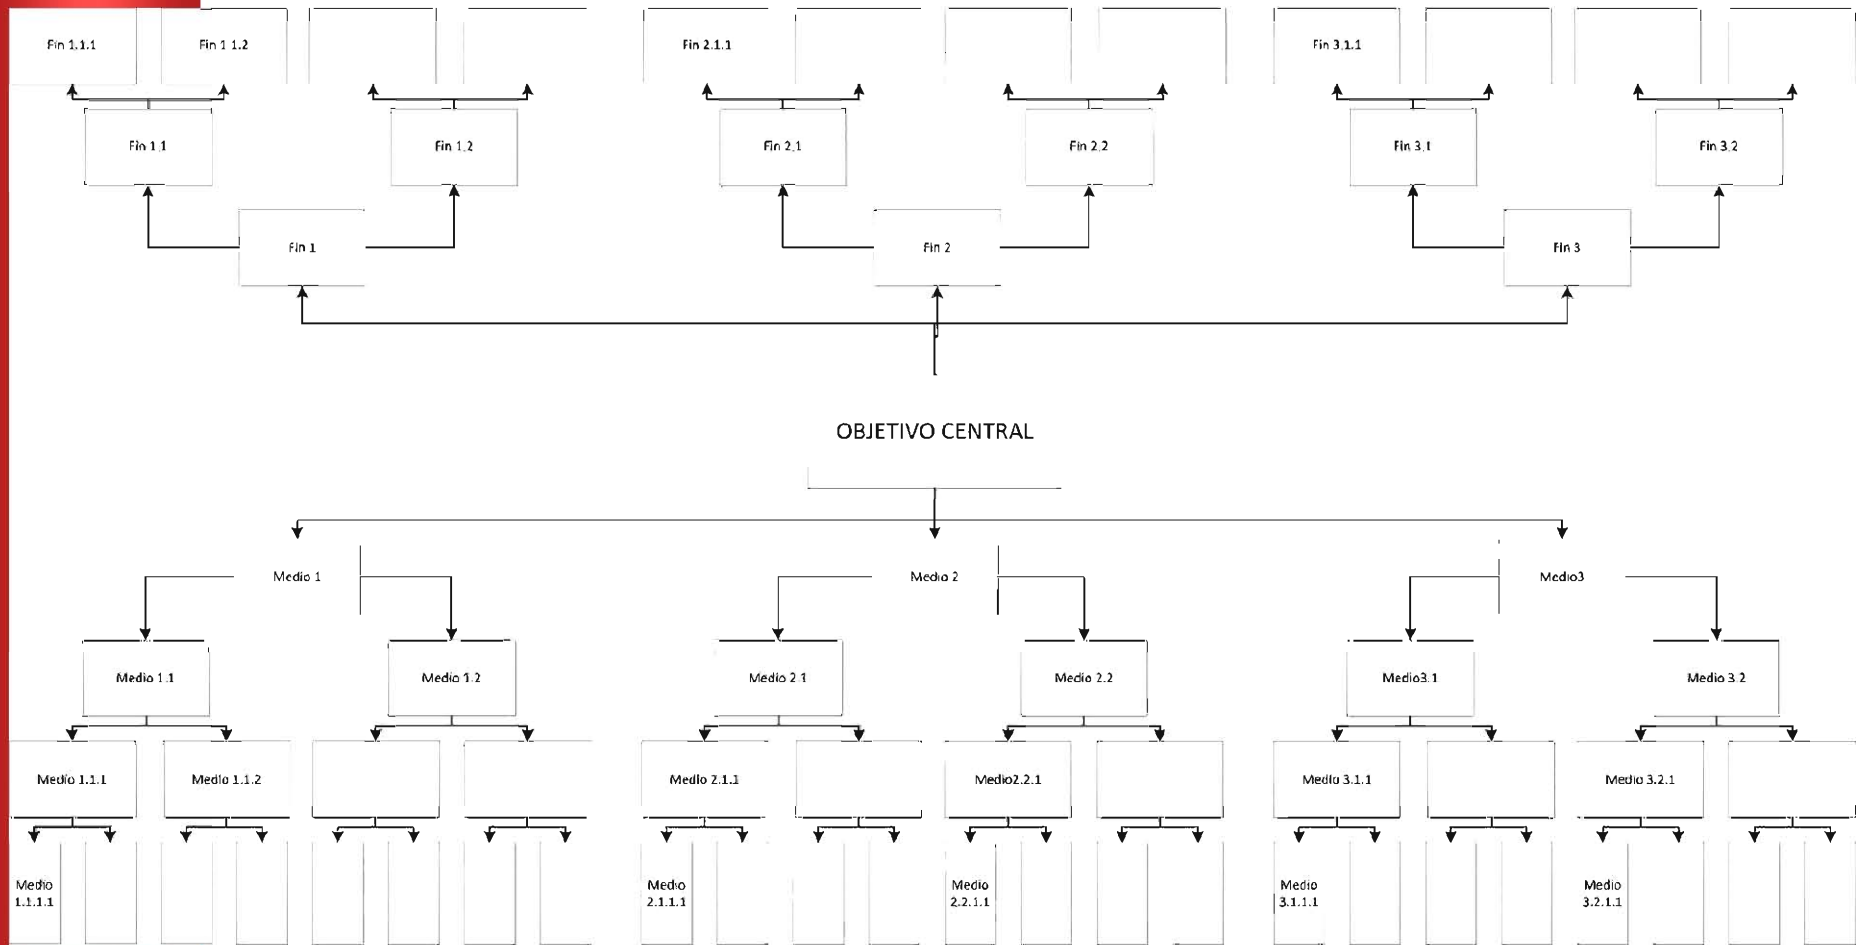 Fin 1.1.1
Fin 1 1.2
Fin 2.1.1
Fin 3.1.1
Fin 1.1
Fin 1.2
Fin 2.1
Fin 2.2
Fin 3.1
Fin 3.2
Fin 1
Fin 2
Fin 3
OBJETIVO CENTRAL
Medio 1
Medio 2
Medio3
Medio 1.1
Medio 1.2
Medio 2.1
Medio 2.2
Medio3.1
Medio 3.2
Medio 1.1.1
Medio 1.1.2
Medio 2.1.1
Medio2.2.1
Medio 3.1.1
Medio 3.2.1
Medio
1.1.1.1
Medio
2.1.1.1
Medio
2.2.1.1
Medio
3.1.1.1
Medio
3.2.1.1